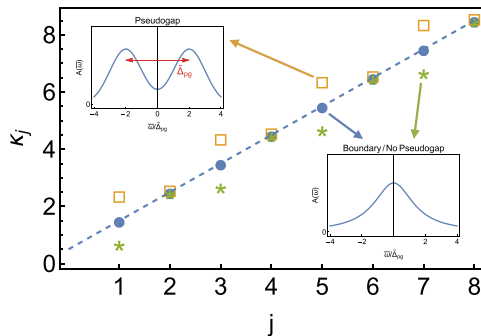 Pseudogap
A(ω̄)
0
Δ̄pg
-4 -2 0 2 4
ω̄/Δ̄pg
Boundary/No Pseudogap
A(ω̄)
0
-4 -2 0 2 4
ω̄/Δ̄pg
κj
8
6
4
2
0
1 2 3 4 5 6 7 8
j